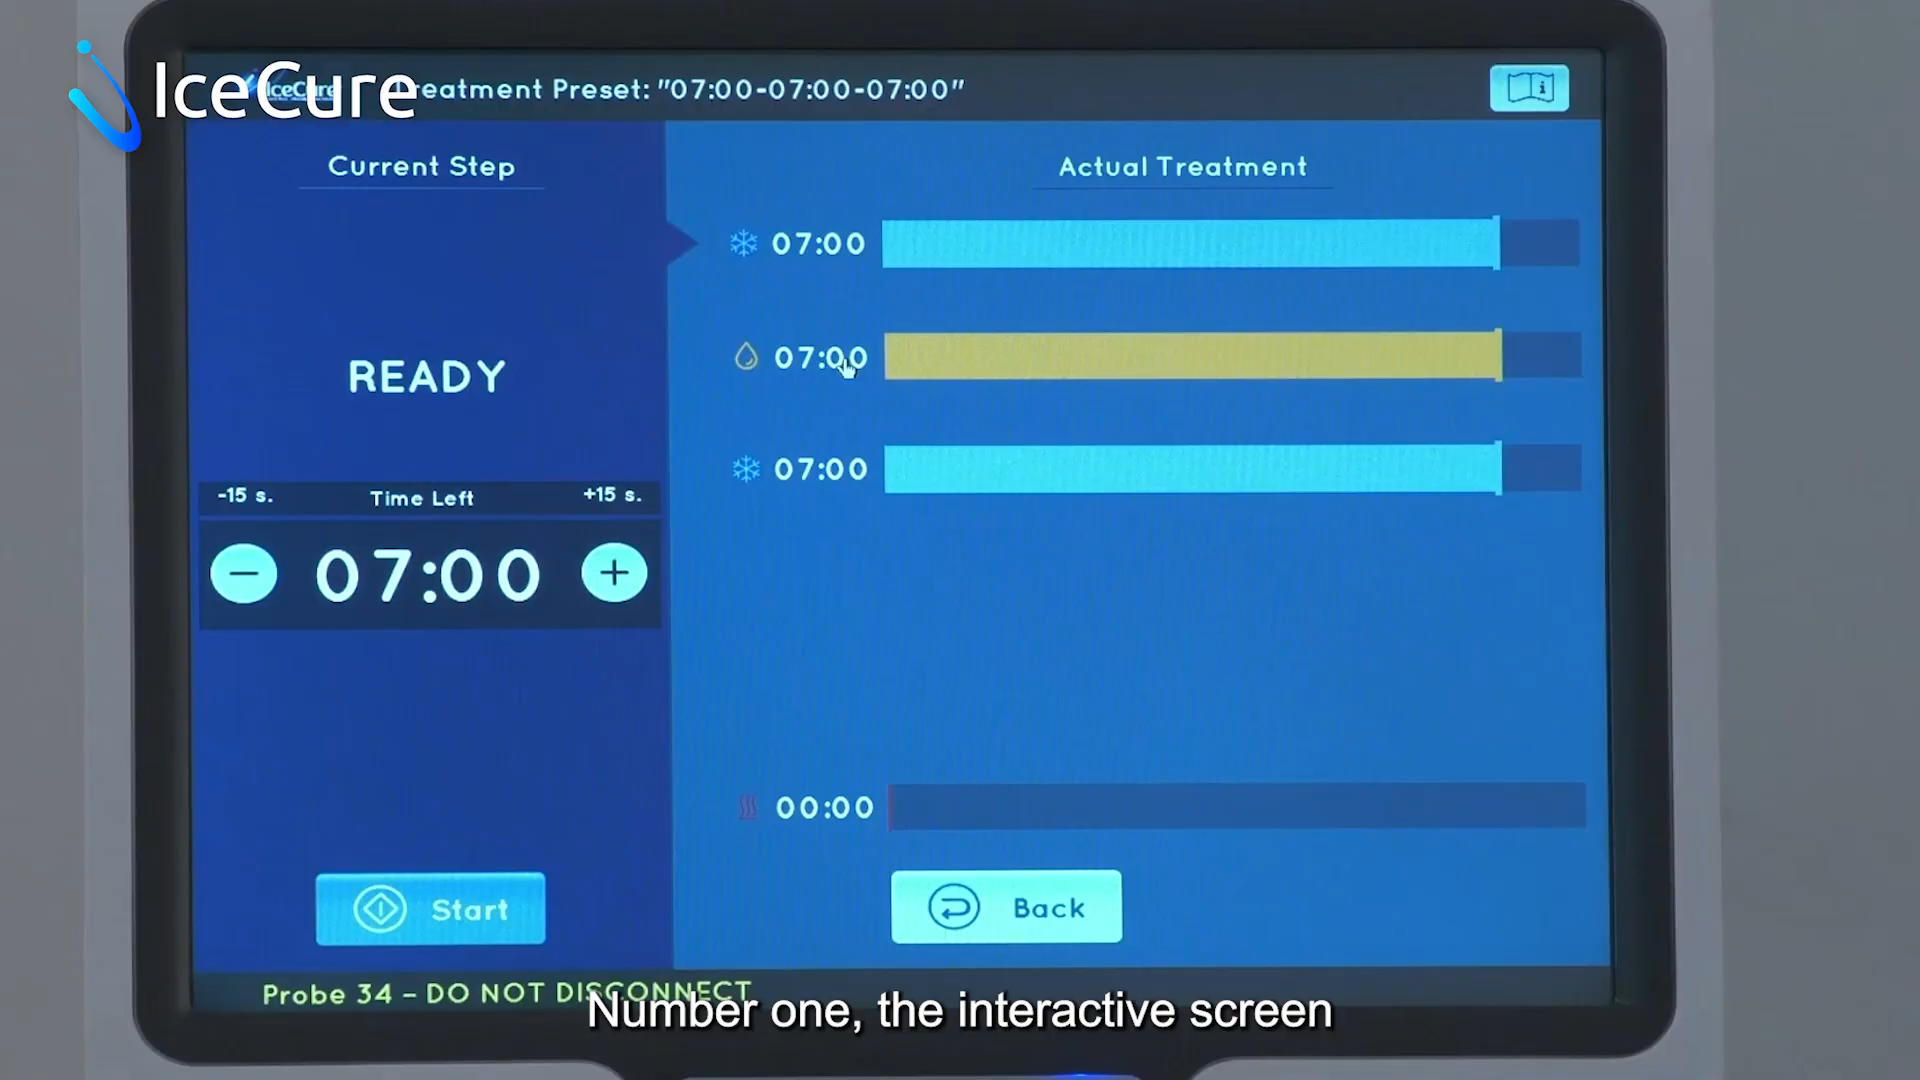 IceCure
IceCure Treatment Preset: "07:00-07:00-07:00"
Current Step
Actual Treatment
07:00
07:00
07:00
READY
-15 s.
Time Left
+15 s.
07:00
00:00
Start
Back
Probe 34 - DO NOT DISCONNECT
Number one, the interactive screen